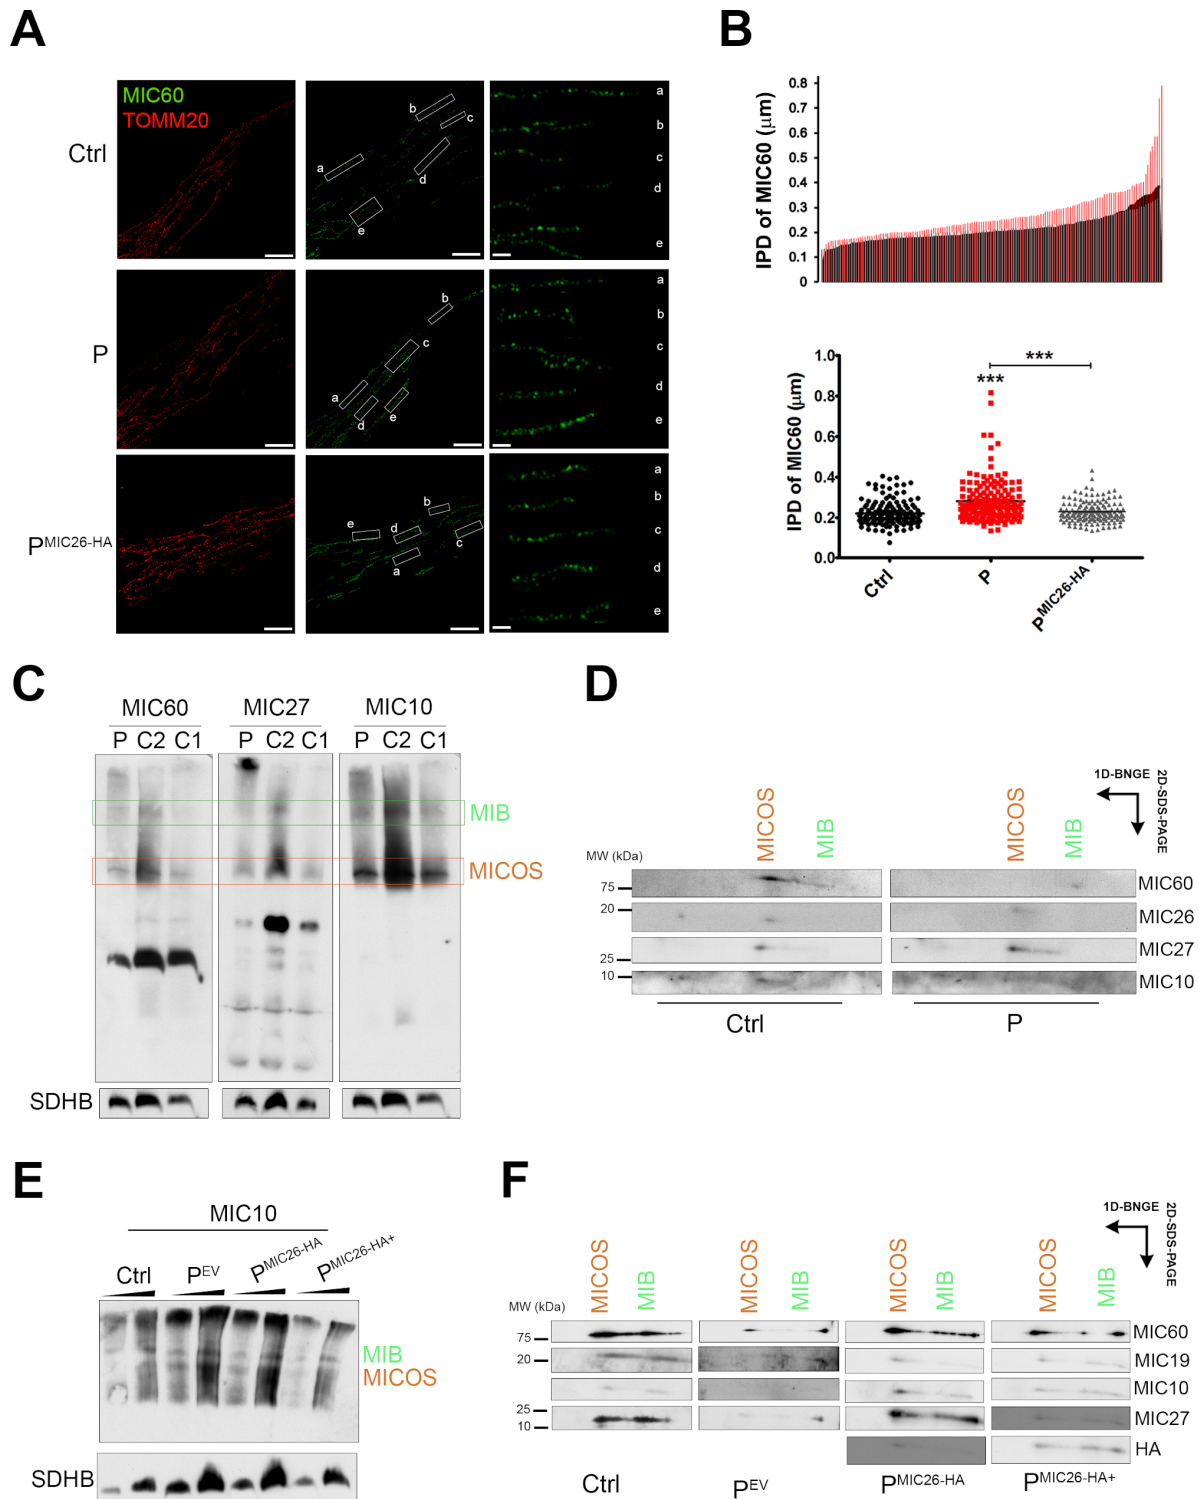 A
MIC60
TOMM20
Ctrl
a
b
c
d
e
a
b
c
d
e
P
a
b
c
d
e
a
b
c
d
e
PMIC26-HA
a
b
c
d
e
a
b
c
d
e
B
IPD of MIC60 (μm)
0.8
0.7
0.6
0.5
0.4
0.3
0.2
0.1
0
IPD of MIC60 (μm)
1.0
0.8
0.6
0.4
0.2
0.0
***
***
Ctrl
P
PMIC26-HA
C
MIC60 MIC27 MIC10
P C2 C1 P C2 C1 P C2 C1
MIB
MICOS
SDHB
D
1D-BNGE
2D-SDS-PAGE
MICOS MIB MICOS MIB
MW (kDa)
75
20
25
10
MIC60
MIC26
MIC27
MIC10
Ctrl P
E
MIC10
Ctrl PEV PMIC26-HA PMIC26-HA+
MIB
MICOS
SDHB
F
1D-BNGE
2D-SDS-PAGE
MICOS MIB MICOS MIB MICOS MIB MICOS MIB
MW (kDa)
75
20
25
10
MIC60
MIC19
MIC10
MIC27
HA
Ctrl PEV PMIC26-HA PMIC26-HA+